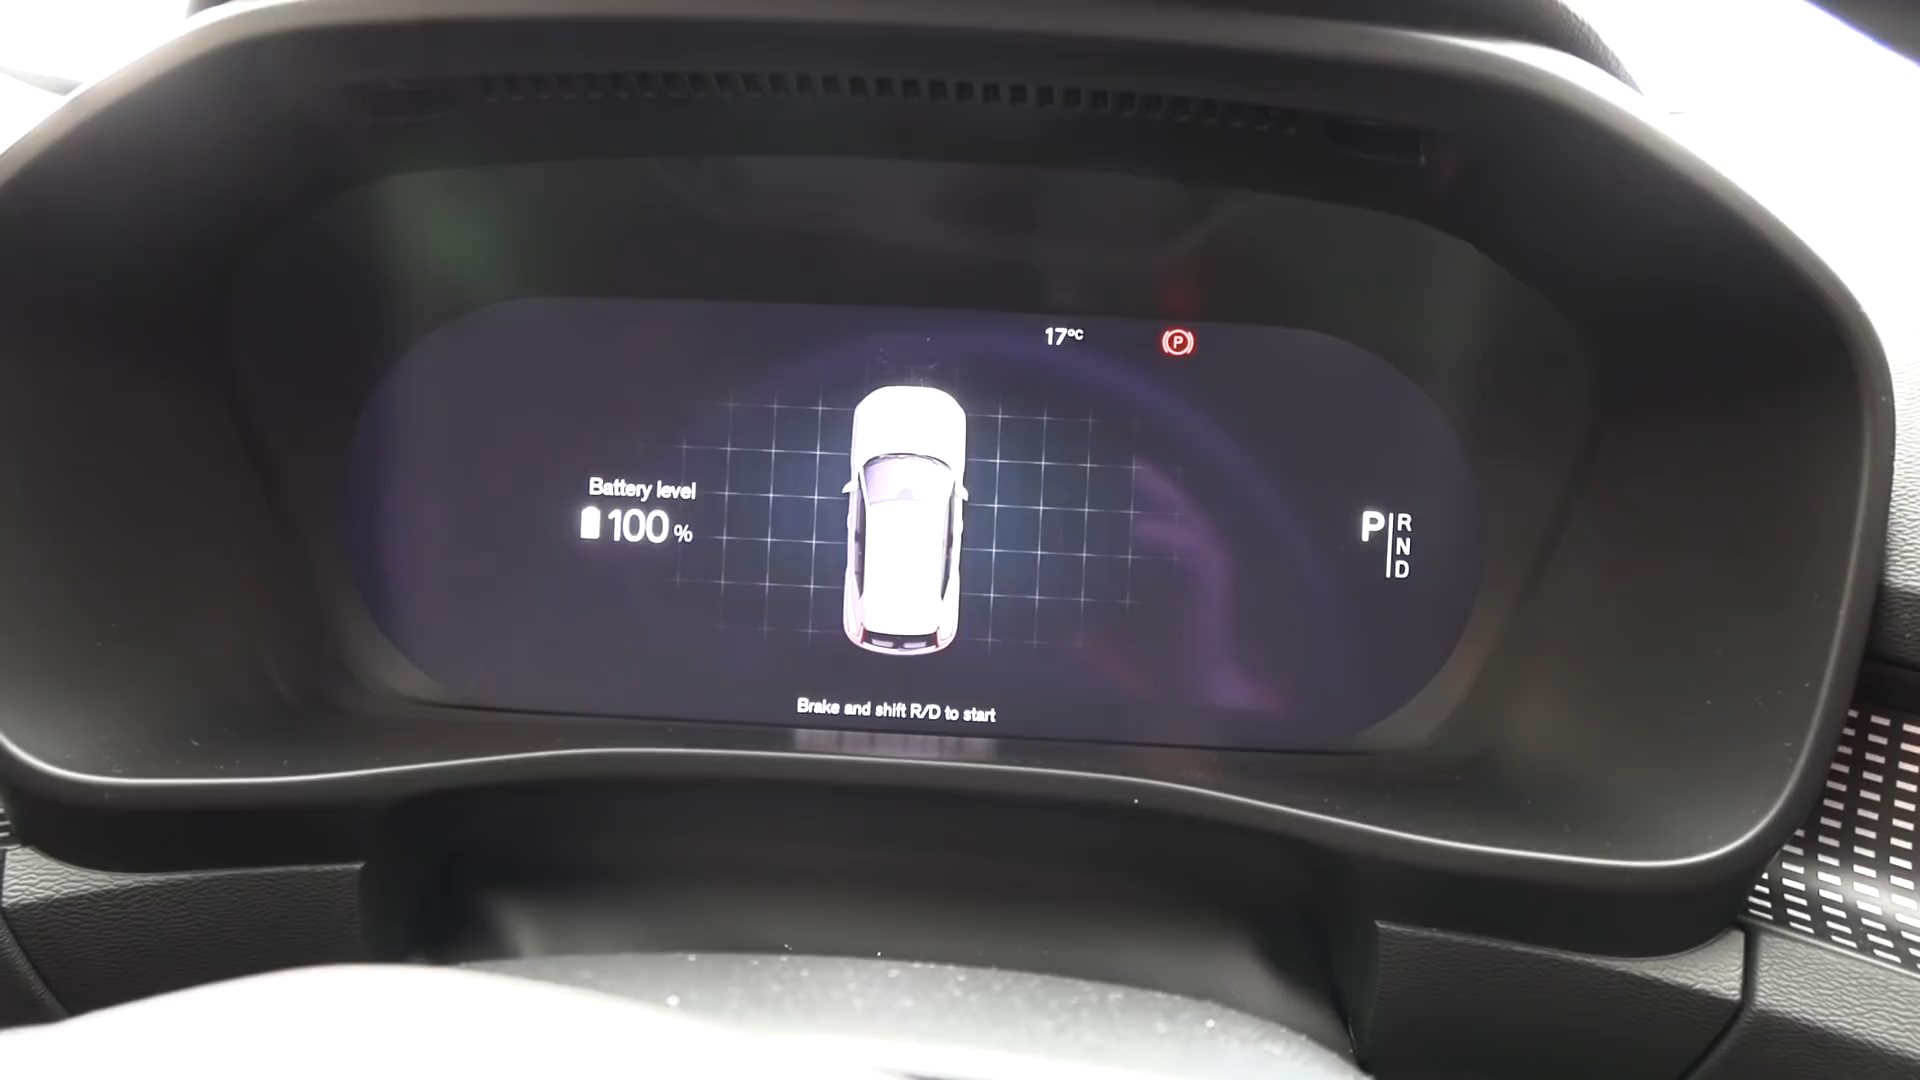 17°C
P
Battery level
100 %
P R
N
D
Brake and shift R/D to start